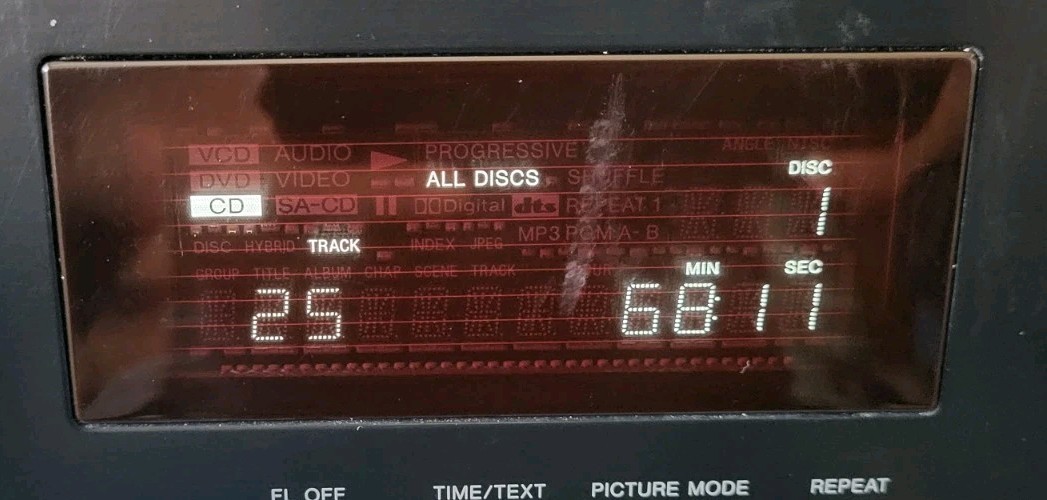 VCD AUDIO PROGRESSIVE ANGLE NTSC
DVD VIDEO ALL DISCS SHUFFLE DISC
CD SA-CD Digital dts REPEAT 1 1
MP3 PGM A- B
DISC HYBRID TRACK INDEX JPEG
GROUP TITLE ALBUM CHAP SCENE TRACK MIN SEC
25 68:11
FL OFF TIME/TEXT PICTURE MODE REPEAT